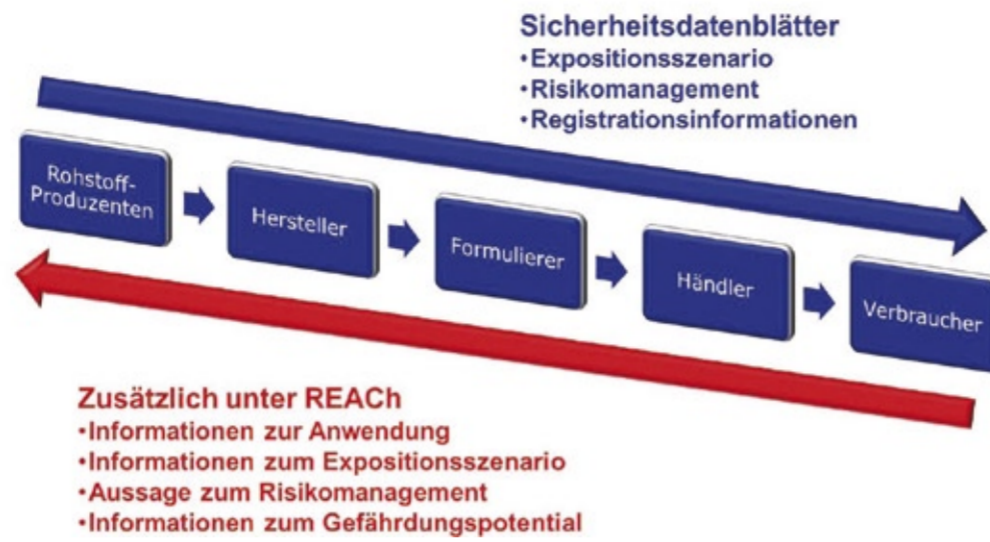 Sicherheitsdatenblätter
•Expositionsszenario
•Risikomanagement
•Registrationsinformationen
Rohstoff-
Produzenten
Hersteller
Formulierer
Händler
Verbraucher
Zusätzlich unter REACh
•Informationen zur Anwendung
•Informationen zum Expositionsszenario
•Aussage zum Risikomanagement
•Informationen zum Gefährdungspotential